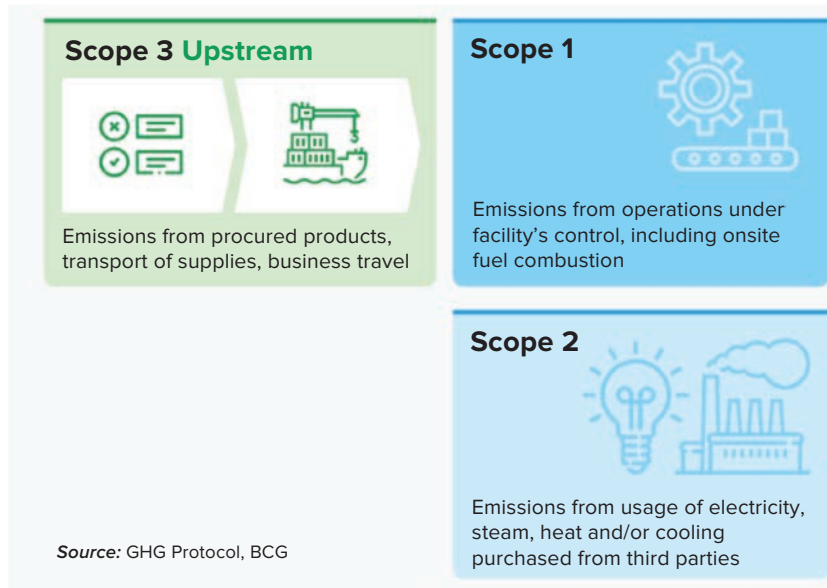 Scope 3 Upstream
Emissions from procured products,
transport of supplies, business travel
Scope 1
Emissions from operations under
facility’s control, including onsite
fuel combustion
Scope 2
Emissions from usage of electricity,
steam, heat and/or cooling
purchased from third parties
Source: GHG Protocol, BCG